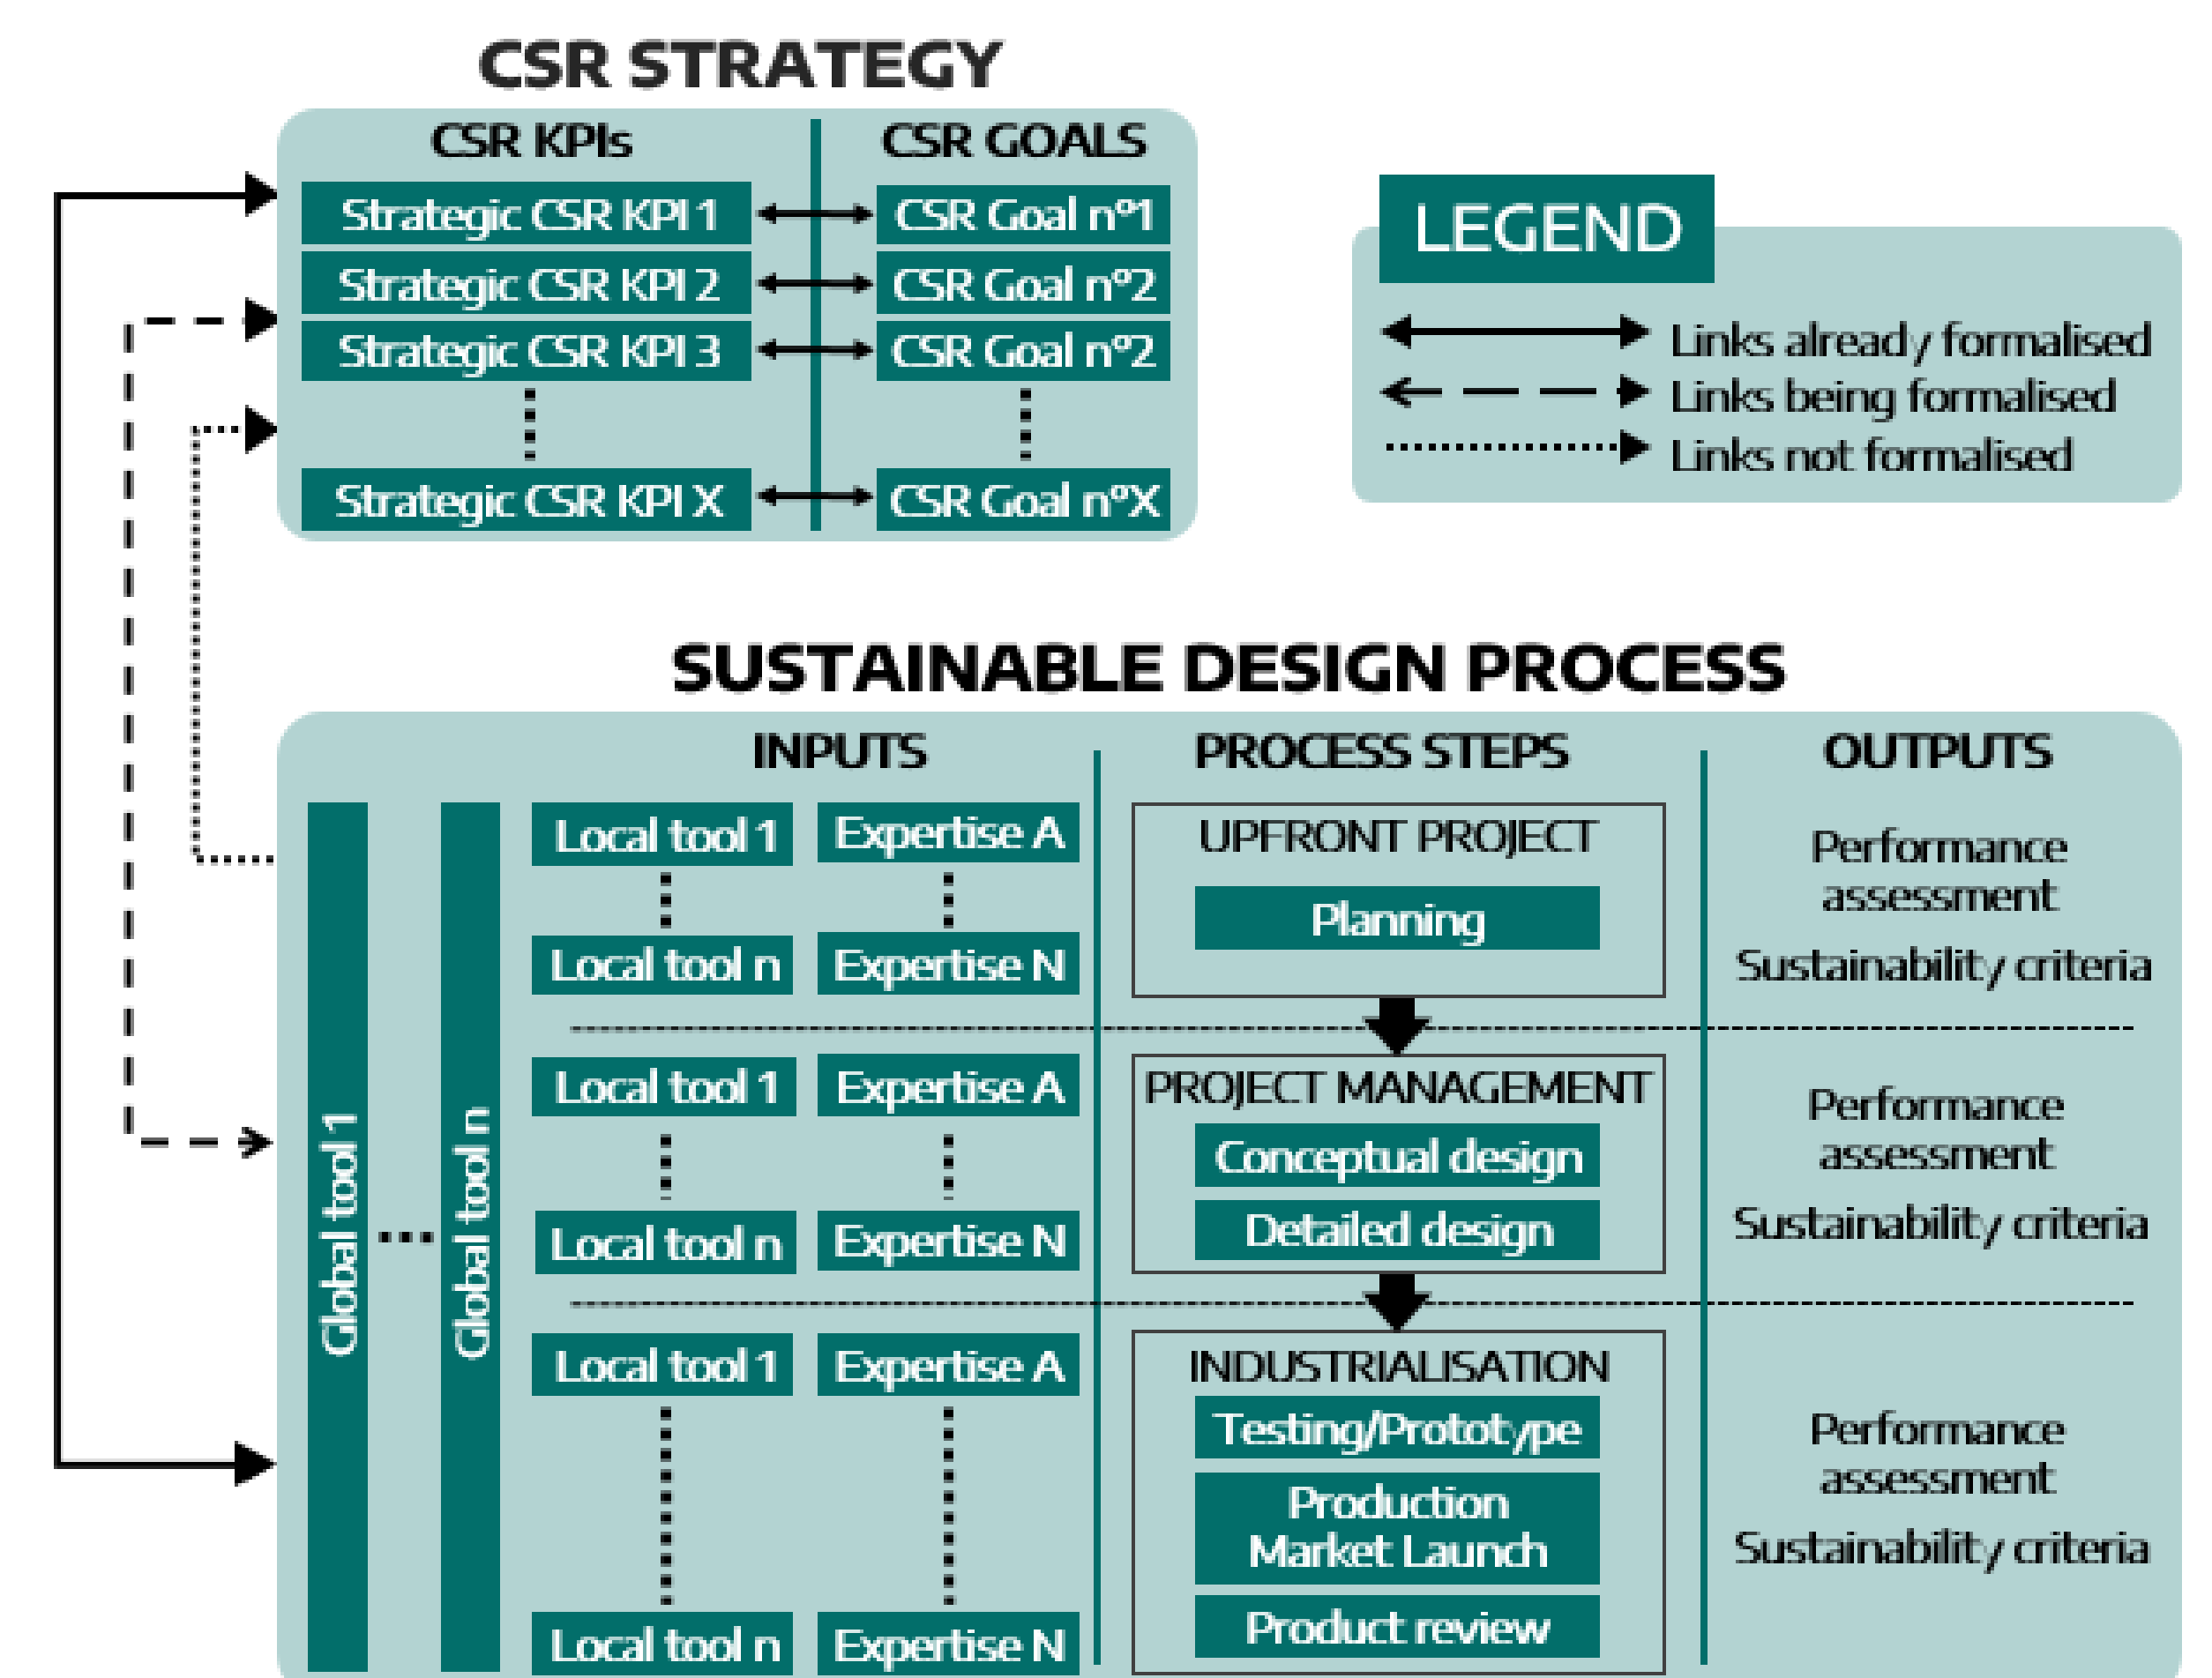 CSR STRATEGY
CSR KPIs
CSR GOALS
Strategic CSR KPI 1
CSR Goal nº1
Strategic CSR KPI 2
CSR Goal nº2
Strategic CSR KPI 3
CSR Goal nº2
Strategic CSR KPI X
CSR Goal nºX
LEGEND
Links already formalised
Links being formalised
Links not formalised
SUSTAINABLE DESIGN PROCESS
INPUTS
PROCESS STEPS
OUTPUTS
Global tool 1
Global tool n
Local tool 1
Expertise A
Local tool n
Expertise N
UPFRONT PROJECT
Planning
Performance
assessment
Sustainability criteria
Local tool 1
Expertise A
Local tool n
Expertise N
PROJECT MANAGEMENT
Conceptual design
Detailed design
Performance
assessment
Sustainability criteria
Local tool 1
Expertise A
Local tool n
Expertise N
INDUSTRIALISATION
Testing/Prototype
Production
Market Launch
Product review
Performance
assessment
Sustainability criteria